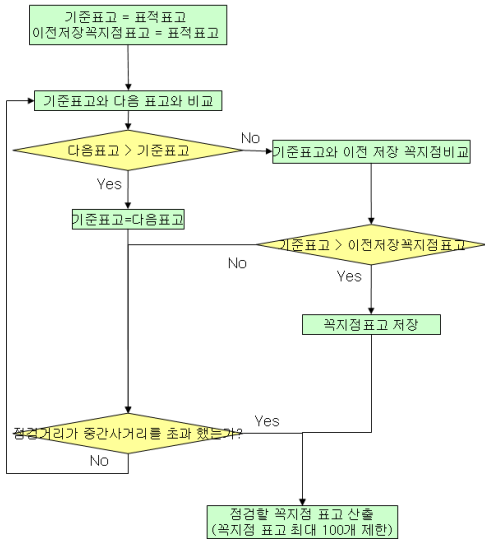 기준표고 = 표적표고
이전저장꼭지점표고 = 표적표고
기준표고와 다음 표고와 비교
다음표고 > 기준표고
No
기준표고와 이전 저장 꼭지점비교
Yes
기준표고=다음표고
기준표고 > 이전저장꼭지점표고
No
Yes
꼭지점표고 저장
점검거리가 중간사거리를 초과 했는가?
Yes
No
점검할 꼭지점 표고 산출
(꼭지점 표고 최대 100개 제한)